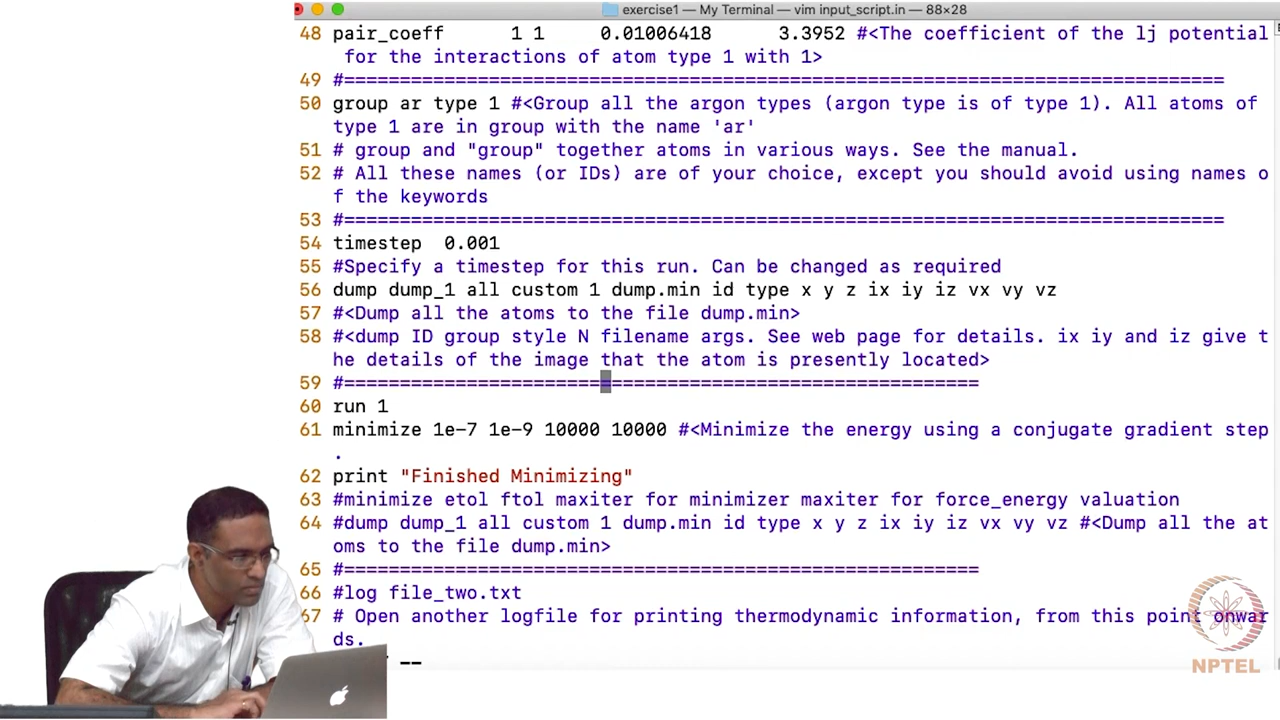 exercise1 — My Terminal — vim input_script.in — 88×28
48 pair_coeff 1 1 0.01006418 3.3952 #<The coefficient of the lj potential
for the interactions of atom type 1 with 1>
49 #===============================================================================
50 group ar type 1 #<Group all the argon types (argon type is of type 1). All atoms of
type 1 are in group with the name 'ar'
51 # group and "group" together atoms in various ways. See the manual.
52 # All these names (or IDs) are of your choice, except you should avoid using names o
f the keywords
53 #===============================================================================
54 timestep 0.001
55 #Specify a timestep for this run. Can be changed as required
56 dump dump_1 all custom 1 dump.min id type x y z ix iy iz vx vy vz
57 #<Dump all the atoms to the file dump.min>
58 #<dump ID group style N filename args. See web page for details. ix iy and iz give t
he details of the image that the atom is presently located>
59 #=========================================================
60 run 1
61 minimize 1e-7 1e-9 10000 10000 #<Minimize the energy using a conjugate gradient step
.
62 print "Finished Minimizing"
63 #minimize etol ftol maxiter for minimizer maxiter for force_energy valuation
64 #dump dump_1 all custom 1 dump.min id type x y z ix iy iz vx vy vz #<Dump all the at
oms to the file dump.min>
65 #=========================================================
66 #log file_two.txt
67 # Open another logfile for printing thermodynamic information, from this point onwar
ds.
--
NPTEL